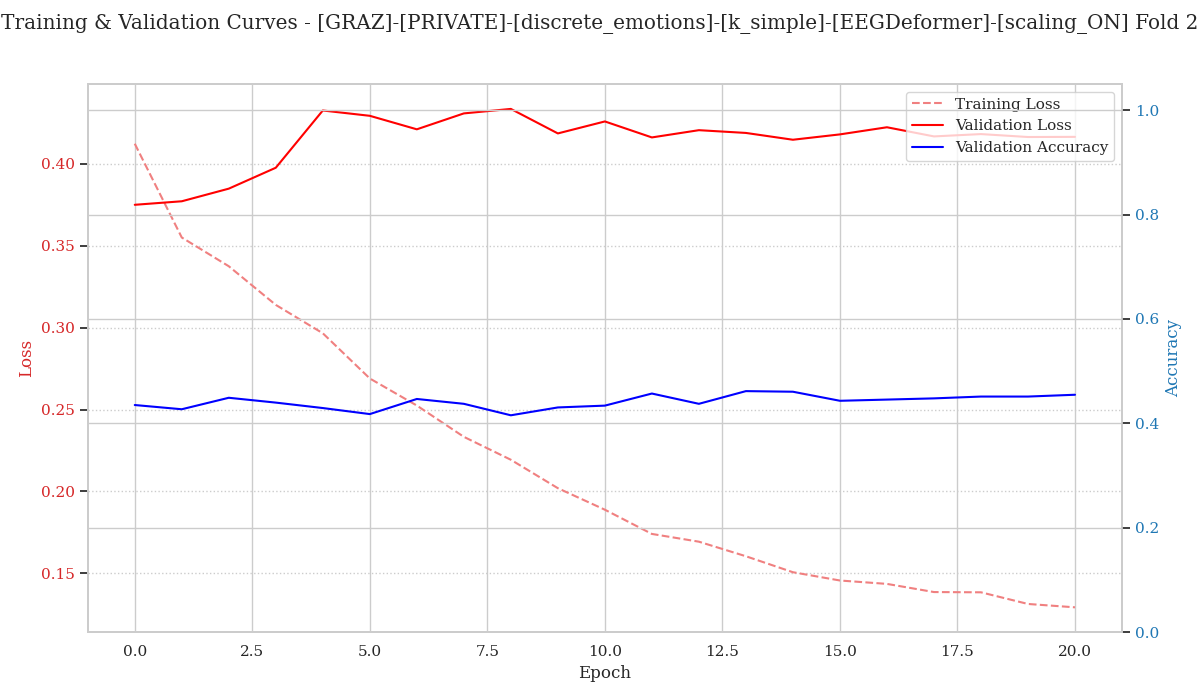 Training & Validation Curves - [GRAZ]-[PRIVATE]-[discrete_emotions]-[k_simple]-[EEGDeformer]-[scaling_ON] Fold 2
Training Loss
Validation Loss
Validation Accuracy
0.40
0.35
0.30
0.25
0.20
0.15
Loss
1.0
0.8
0.6
0.4
0.2
0.0
Accuracy
0.0 2.5 5.0 7.5 10.0 12.5 15.0 17.5 20.0
Epoch